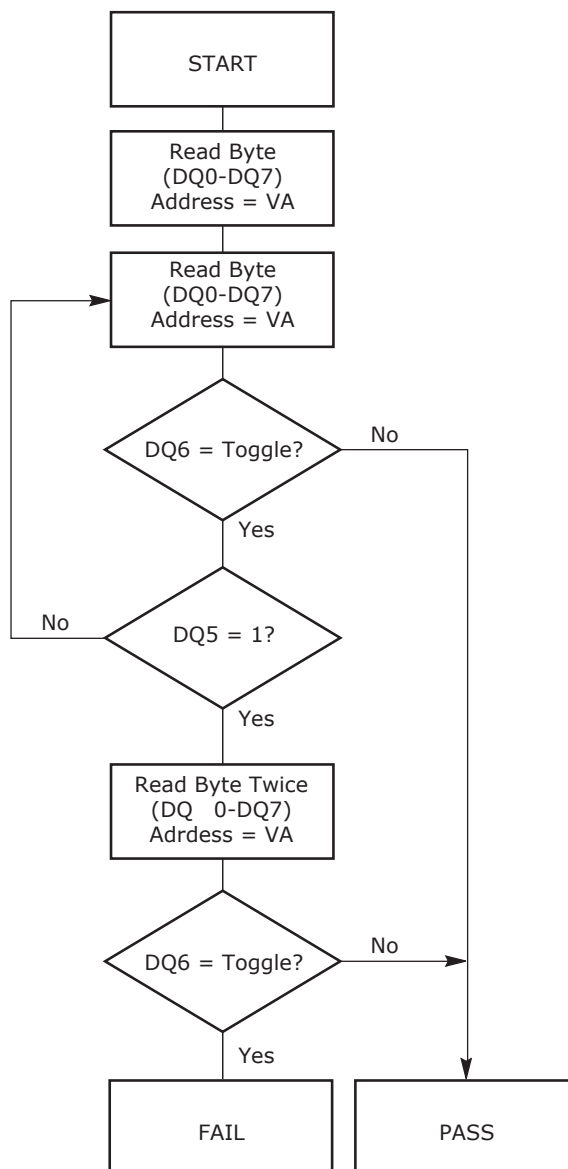 START
Read Byte
(DQ0-DQ7)
Address = VA
Read Byte
(DQ0-DQ7)
Address = VA
DQ6 = Toggle?
No
Yes
No
DQ5 = 1?
Yes
Read Byte Twice
(DQ   0-DQ7)
Adrdess = VA
DQ6 = Toggle?
No
Yes
FAIL
PASS